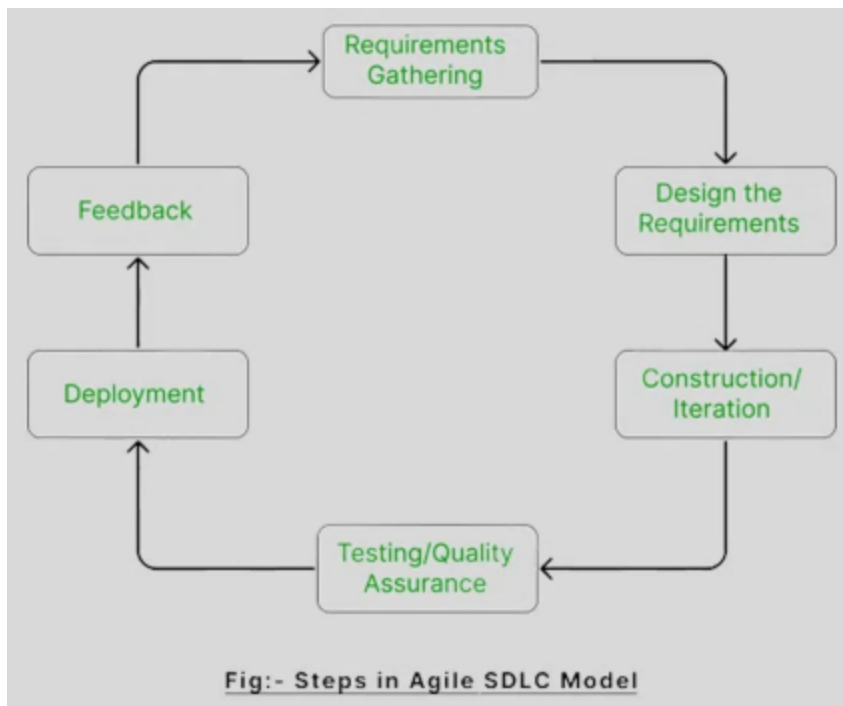 Requirements
Gathering
Design the
Requirements
Construction/
Iteration
Testing/Quality
Assurance
Deployment
Feedback
Fig:- Steps in Agile SDLC Model